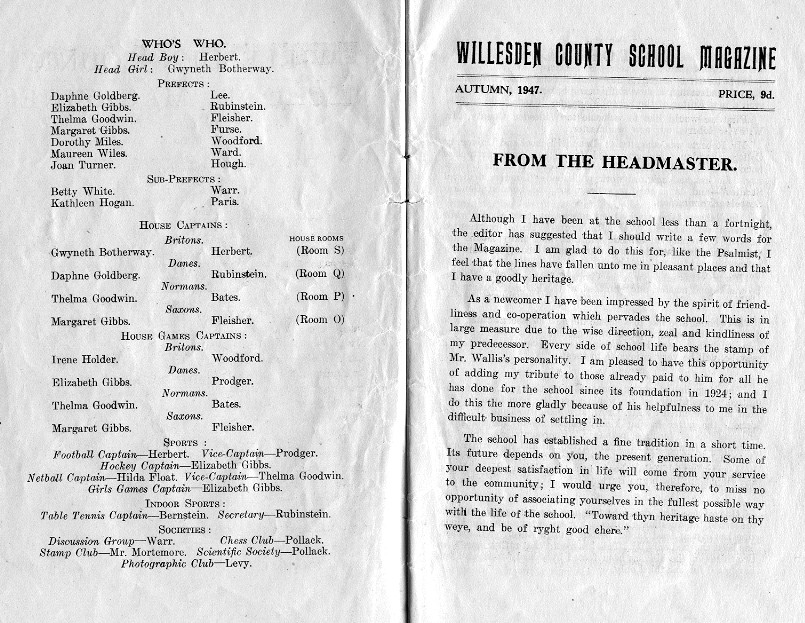 WHO'S WHO.
Head Boy: Herbert.
Head Girl: Gwyneth Botherway.
PREFECTS:
Daphne Goldberg. Lee.
Elizabeth Gibbs. Rubinstein.
Thelma Goodwin. Fleisher.
Margaret Gibbs. Furse.
Dorothy Miles. Woodford.
Maureen Wiles. Ward.
Joan Turner. Hough.
SUB-PREFECTS:
Betty White. Warr.
Kathleen Hogan. Paris.
HOUSE CAPTAINS:
Britons. HOUSE ROOMS
Gwyneth Botherway. Herbert. (Room S)
Danes.
Daphne Goldberg. Rubinstein. (Room Q)
Normans.
Thelma Goodwin. Bates. (Room P)
Saxons.
Margaret Gibbs. Fleisher. (Room O)
HOUSE GAMES CAPTAINS:
Britons.
Irene Holder. Woodford.
Danes.
Elizabeth Gibbs. Prodger.
Normans.
Thelma Goodwin. Bates.
Saxons.
Margaret Gibbs. Fleisher.
SPORTS:
Football Captain—Herbert. Vice-Captain—Prodger.
Hockey Captain—Elizabeth Gibbs.
Netball Captain—Hilda Float. Vice-Captain—Thelma Goodwin.
Girls Games Captain—Elizabeth Gibbs.
INDOOR SPORTS:
Table Tennis Captain—Bernstein. Secretary—Rubinstein.
SOCIETIES:
Discussion Group—Warr. Chess Club—Pollack.
Stamp Club—Mr. Mortemore. Scientific Society—Pollack.
Photographic Club—Levy.
WILLESDEN COUNTY SCHOOL MAGAZINE
AUTUMN, 1947. PRICE, 9d.
FROM THE HEADMASTER.
Although I have been at the school less than a fortnight,
the editor has suggested that I should write a few words for
the Magazine. I am glad to do this for, like the Psalmist, I
feel that the lines have fallen unto me in pleasant places and that
I have a goodly heritage.
As a newcomer I have been impressed by the spirit of friend-
liness and co-operation which pervades the school. This is in
large measure due to the wise direction, zeal and kindliness of
my predecessor. Every side of school life bears the stamp of
Mr. Wallis's personality. I am pleased to have this opportunity
of adding my tribute to those already paid to him for all he
has done for the school since its foundation in 1924; and I
do this the more gladly because of his helpfulness to me in the
difficult business of settling in.
The school has established a fine tradition in a short time.
Its future depends on you, the present generation. Some of
your deepest satisfaction in life will come from your service
to the community; I would urge you, therefore, to miss no
opportunity of associating yourselves in the fullest possible way
with the life of the school. "Toward thyn heritage haste on thy
weye, and be of ryght good chere."